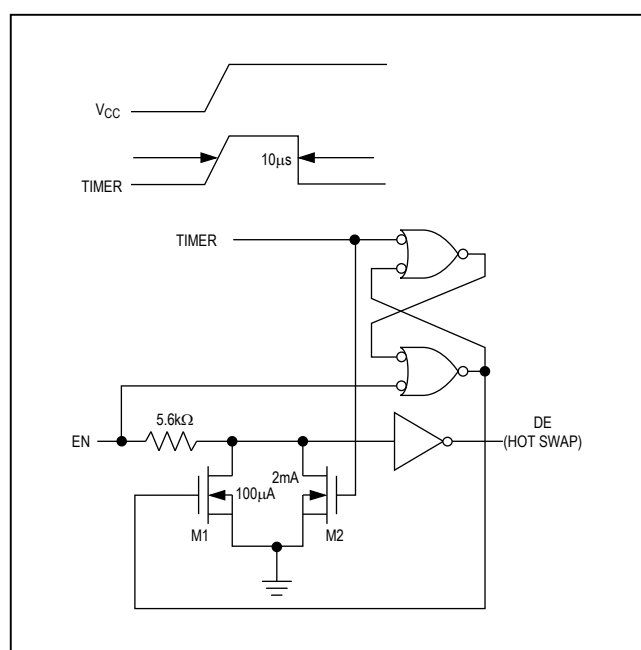 VCC
10μs
TIMER
TIMER
5.6kΩ
EN
DE
(HOT SWAP)
2mA
100μA
M1
M2